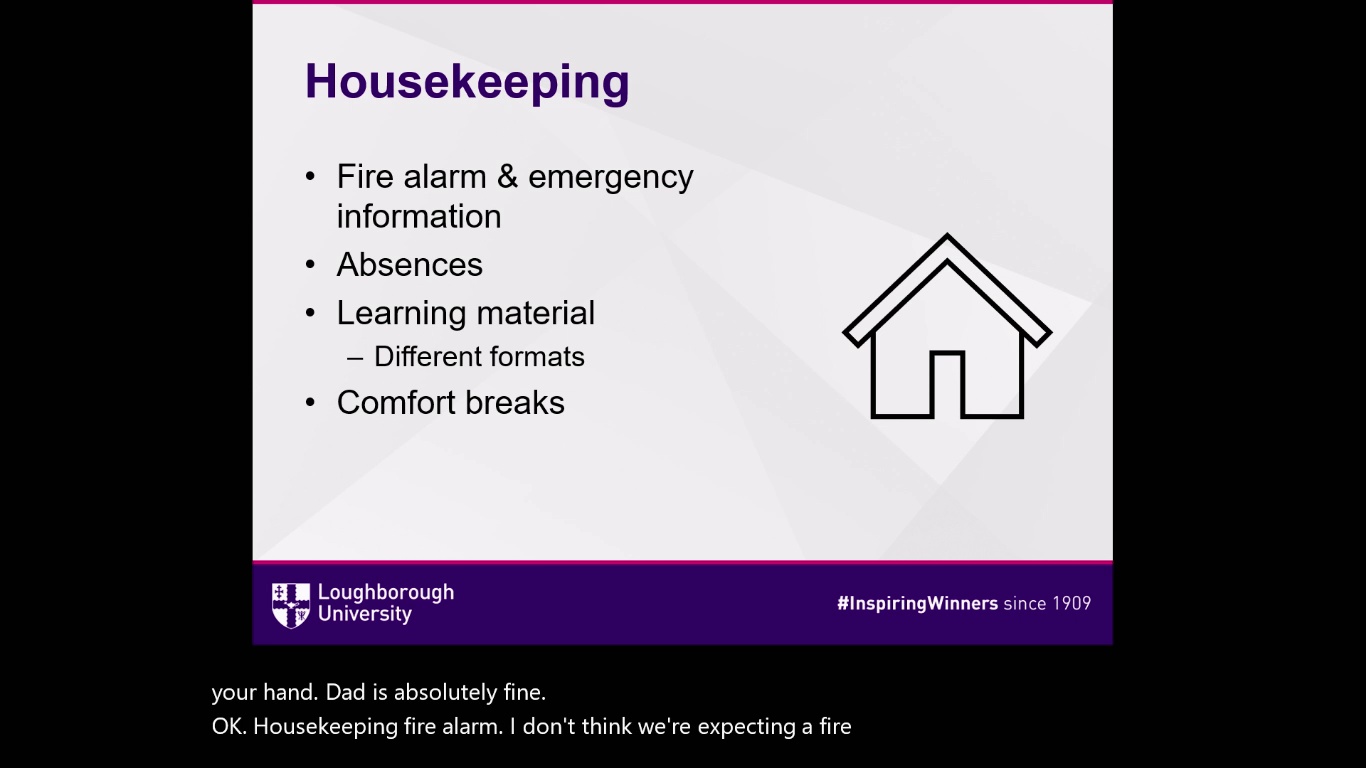 Housekeeping
• Fire alarm & emergency
information
• Absences
• Learning material
– Different formats
• Comfort breaks
Loughborough
University
#InspiringWinners since 1909
your hand. Dad is absolutely fine.
OK. Housekeeping fire alarm. I don't think we're expecting a fire